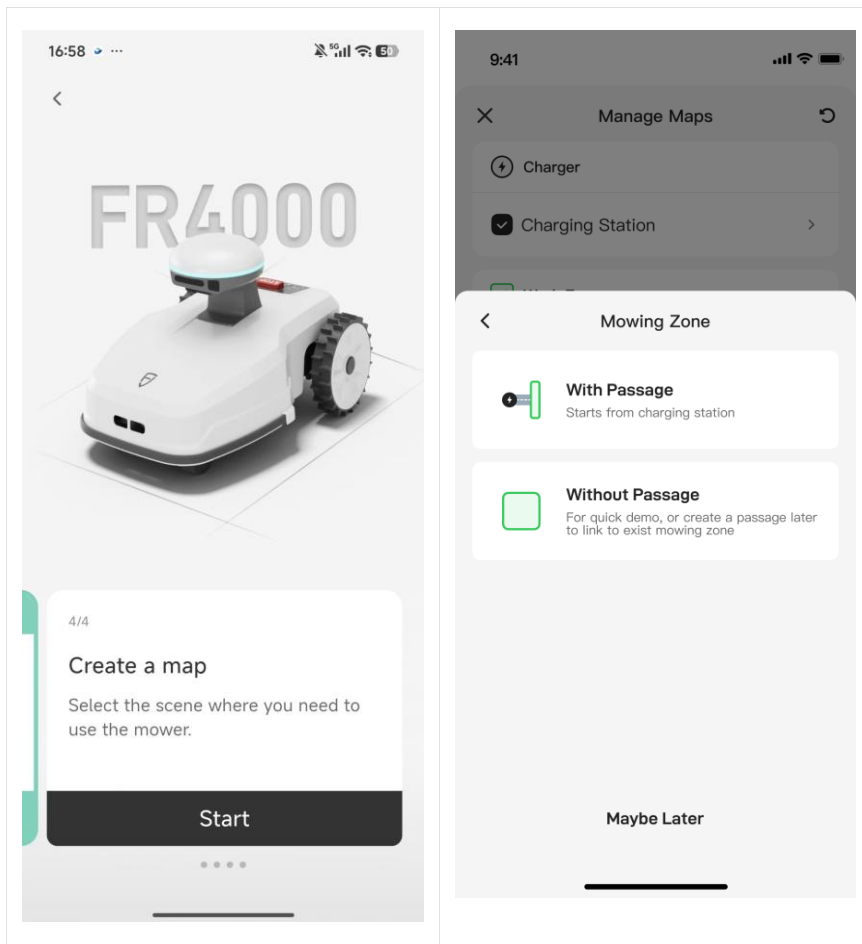 16:58
5G
50
FR4000
4/4
Create a map
Select the scene where you need to
use the mower.
Start
9:41
Manage Maps
Charger
Charging Station
Mowing Zone
With Passage
Starts from charging station
Without Passage
For quick demo, or create a passage later
to link to exist mowing zone
Maybe Later